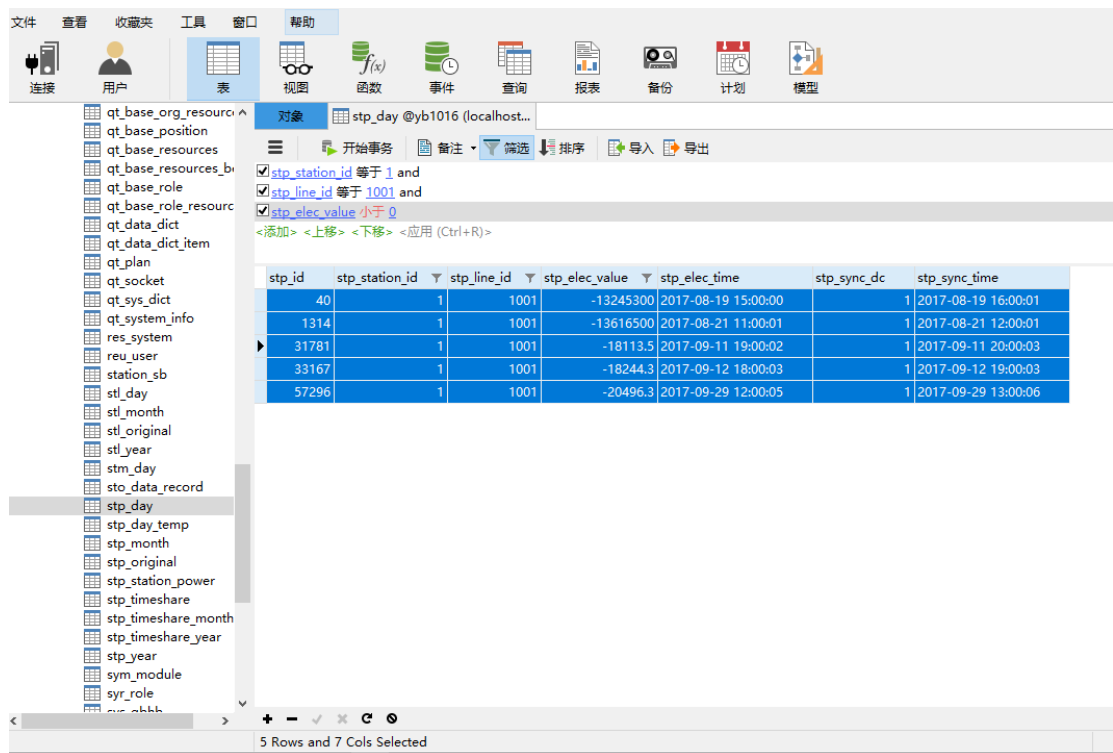 文件 查看 收藏夹 工具 窗口 帮助
连接 用户 表 视图 函数 事件 查询 报表 备份 计划 模型
qt_base_org_resourc
qt_base_position
qt_base_resources
qt_base_resources_b
qt_base_role
qt_base_role_resourc
qt_data_dict
qt_data_dict_item
qt_plan
qt_socket
qt_sys_dict
qt_system_info
res_system
reu_user
station_sb
stl_day
stl_month
stl_original
stl_year
stm_day
sto_data_record
stp_day
stp_day_temp
stp_month
stp_original
stp_station_power
stp_timeshare
stp_timeshare_month
stp_timeshare_year
stp_year
sym_module
syr_role
对象 stp_day @yb1016 (localhost...
开始事务 备注 筛选 排序 导入 导出
stp_station_id 等于 1 and
stp_line_id 等于 1001 and
stp_elec_value 小于 0
<添加> <上移> <下移> <应用 (Ctrl+R)>
stp_id stp_station_id stp_line_id stp_elec_value stp_elec_time stp_sync_dc stp_sync_time
40 1 1001 -13245300 2017-08-19 15:00:00 1 2017-08-19 16:00:01
1314 1 1001 -13616500 2017-08-21 11:00:01 1 2017-08-21 12:00:01
31781 1 1001 -18113.5 2017-09-11 19:00:02 1 2017-09-11 20:00:03
33167 1 1001 -18244.3 2017-09-12 18:00:03 1 2017-09-12 19:00:03
57296 1 1001 -20496.3 2017-09-29 12:00:05 1 2017-09-29 13:00:06
5 Rows and 7 Cols Selected